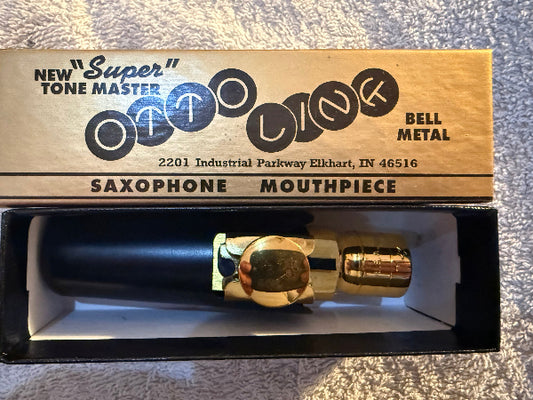 NEW "Super"
TONE MASTER
OTTO LINK
BELL
METAL
2201 Industrial Parkway Elkhart, IN 46516
SAXOPHONE MOUTHPIECE